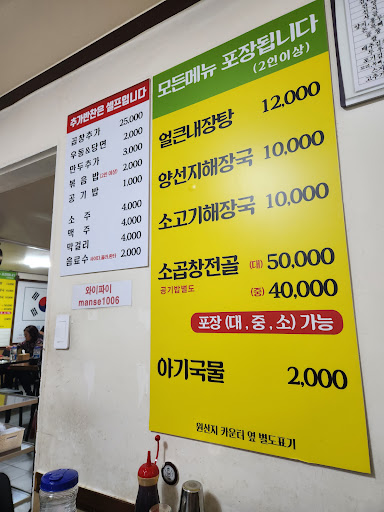 추가반찬은 셀프입니다
곱창추가 25,000
우동&당면 2,000
만두추가 3,000
볶음밥 (2인 이상) 2,000
공기밥 1,000
소주 4,000
맥주 4,000
막걸리 4,000
음료수 2,000
와이파이
manse1006
모든메뉴 포장됩니다
(2인이상)
얼큰내장탕 12,000
양선지해장국 10,000
소고기해장국 10,000
소곱창전골 (대) 50,000
공기밥별도 (중) 40,000
포장 (대, 중, 소) 가능
아기국물 2,000
원산지 카운터 옆 별도표기